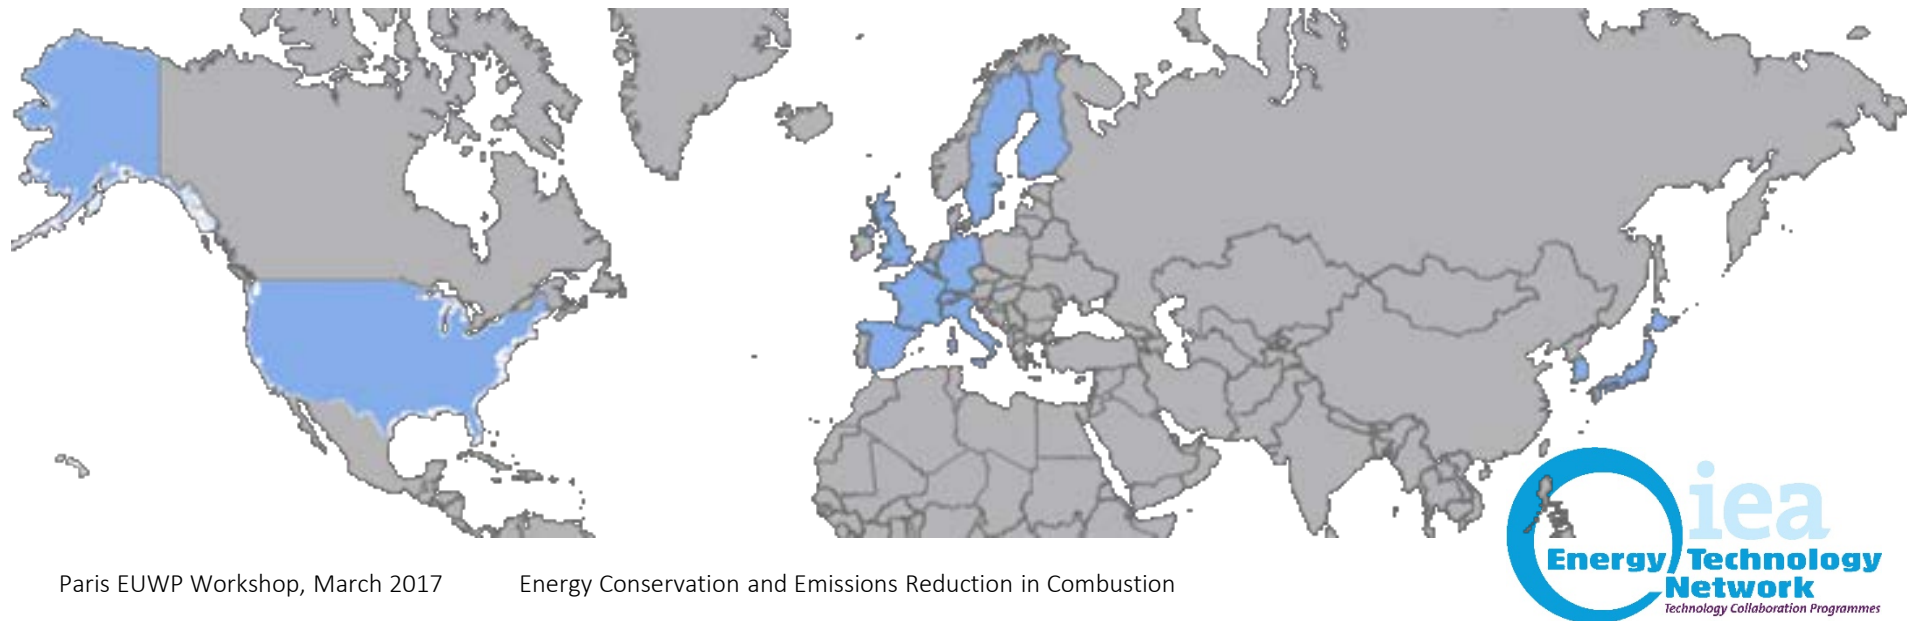 Paris EUWP Workshop, March 2017
Energy Conservation and Emissions Reduction in Combustion
iea
Energy Technology
Network
Technology Collaboration Programmes